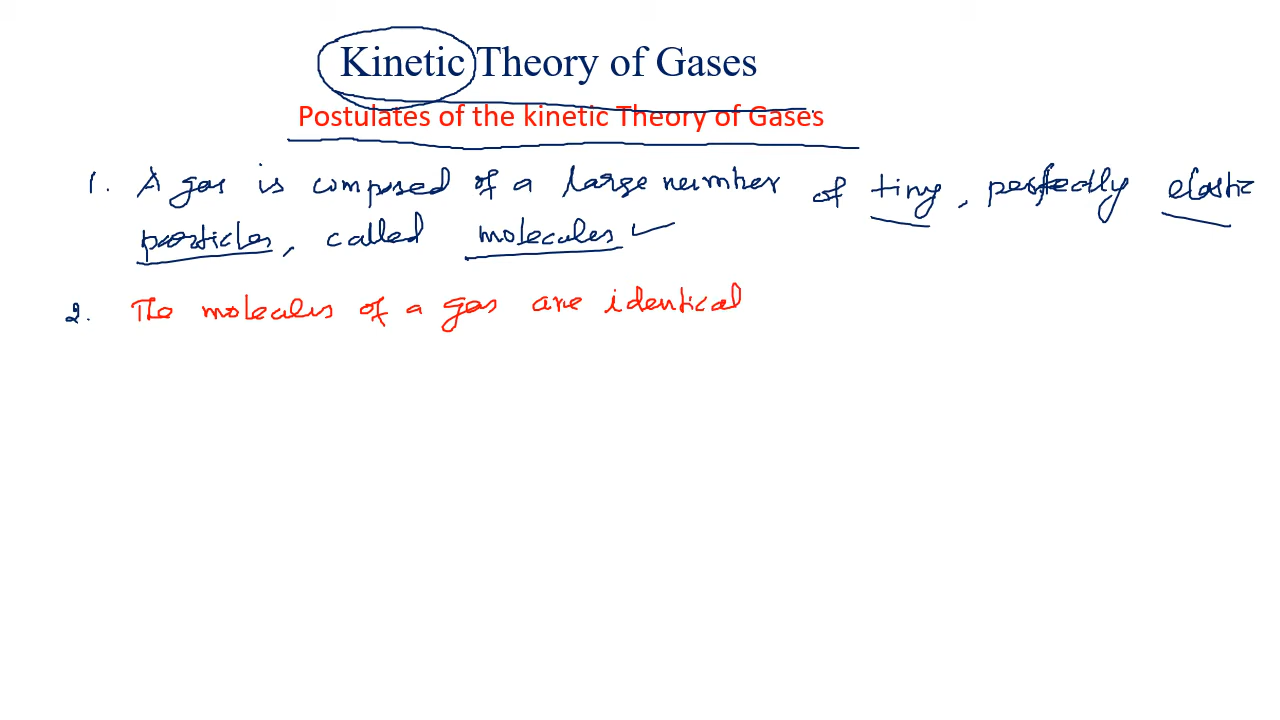 Kinetic Theory of Gases
Postulates of the kinetic Theory of Gases
1. A gas is composed of a large number of tiny, perfectly elastic
particles, called molecules
2. The molecules of a gas are identical